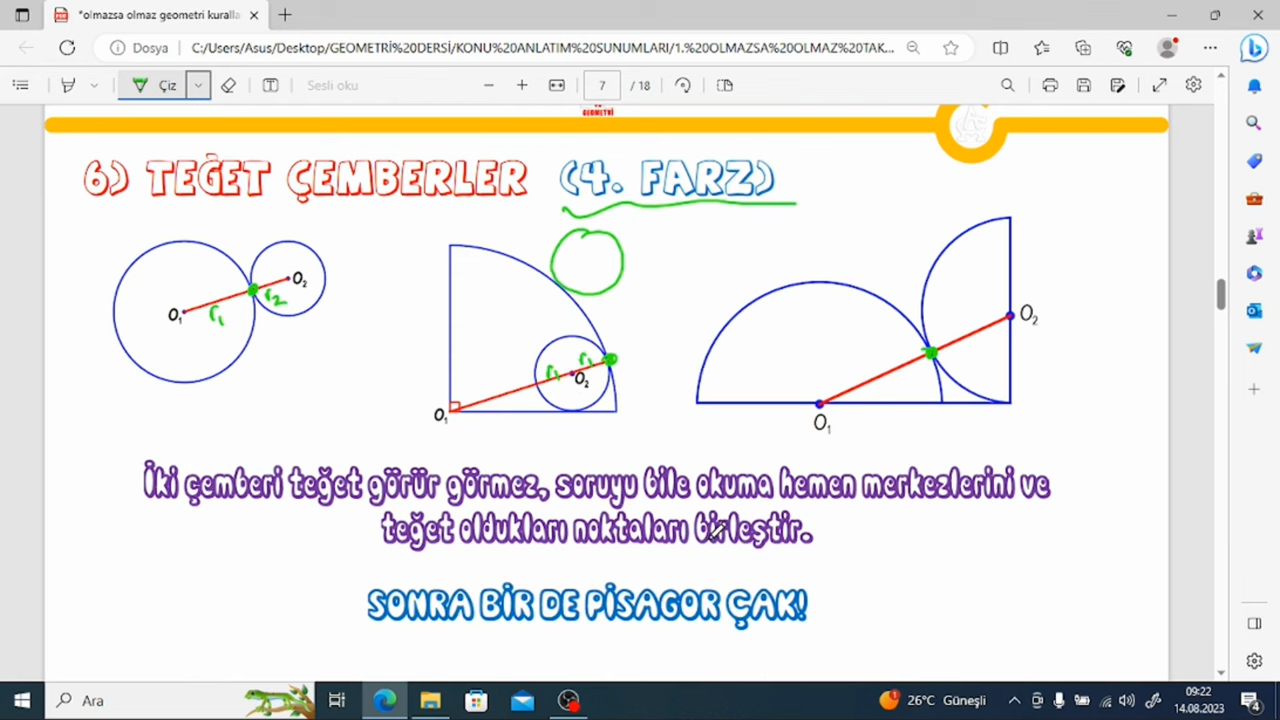 *olmazsa olmaz geometri kuralla
Dosya
C:/Users/Asus/Desktop/GEOMETRİ%20DERSİ/KONU%20ANLATIM%20SUNUMLARI/1.%20OLMAZSA%20OLMAZ%20TAK...
Çiz
Sesli oku
7 / 18
GEOMETRİ
6) TEĞET ÇEMBERLER (4. FARZ)
O₁ r₁ r₂ O₂
O₁ r₁ r₂ O₂
O₁ O₂
İki çemberi teğet görür görmez, soruyu bile okuma hemen merkezlerini ve
teğet oldukları noktaları birleştir.
SONRA BİR DE PİSAGOR ÇAK!
Ara
26°C Güneşli
09:22
14.08.2023
4